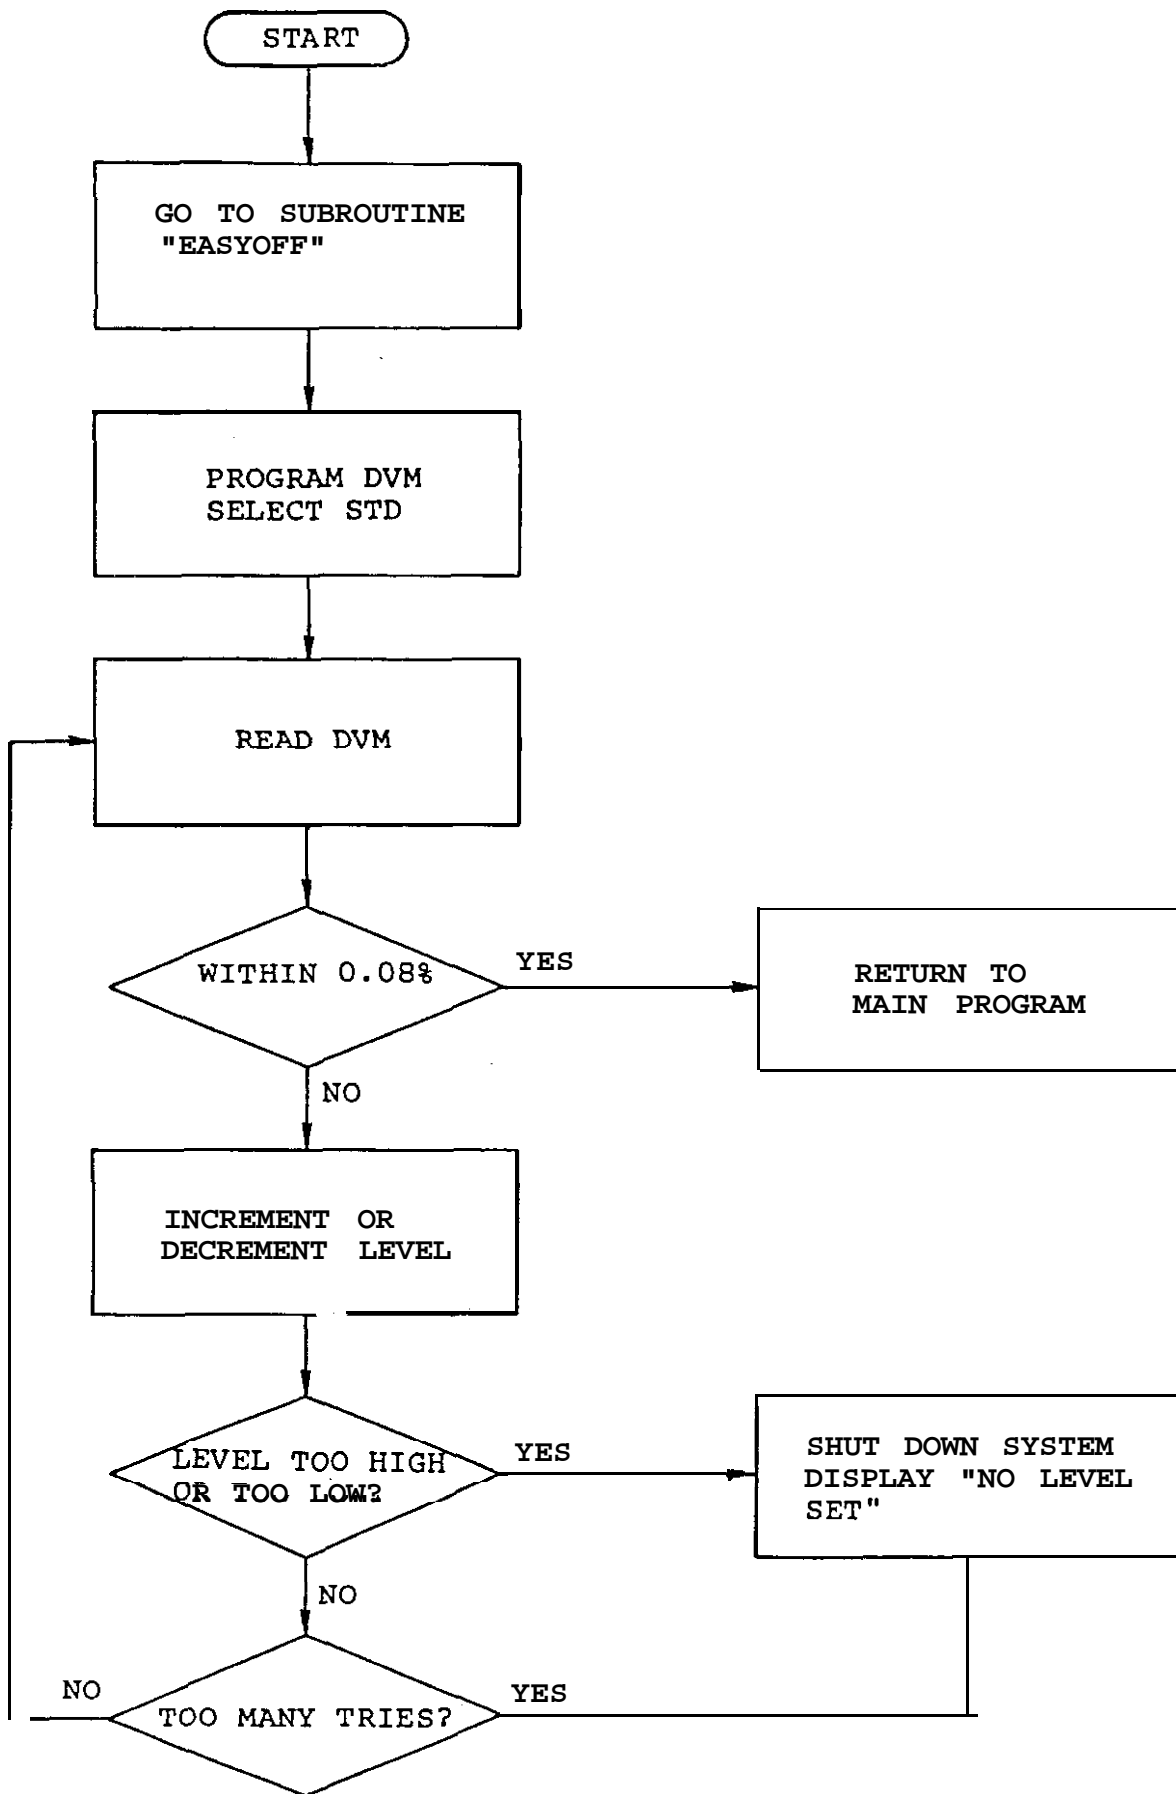 START
GO TO SUBROUTINE
"EASYOFF"
PROGRAM DVM
SELECT STD
READ DVM
WITHIN 0.08%
YES
RETURN TO
MAIN PROGRAM
NO
INCREMENT OR
DECREMENT LEVEL
LEVEL TOO HIGH
OR TOO LOW?
YES
SHUT DOWN SYSTEM
DISPLAY "NO LEVEL
SET"
NO
NO
TOO MANY TRIES?
YES